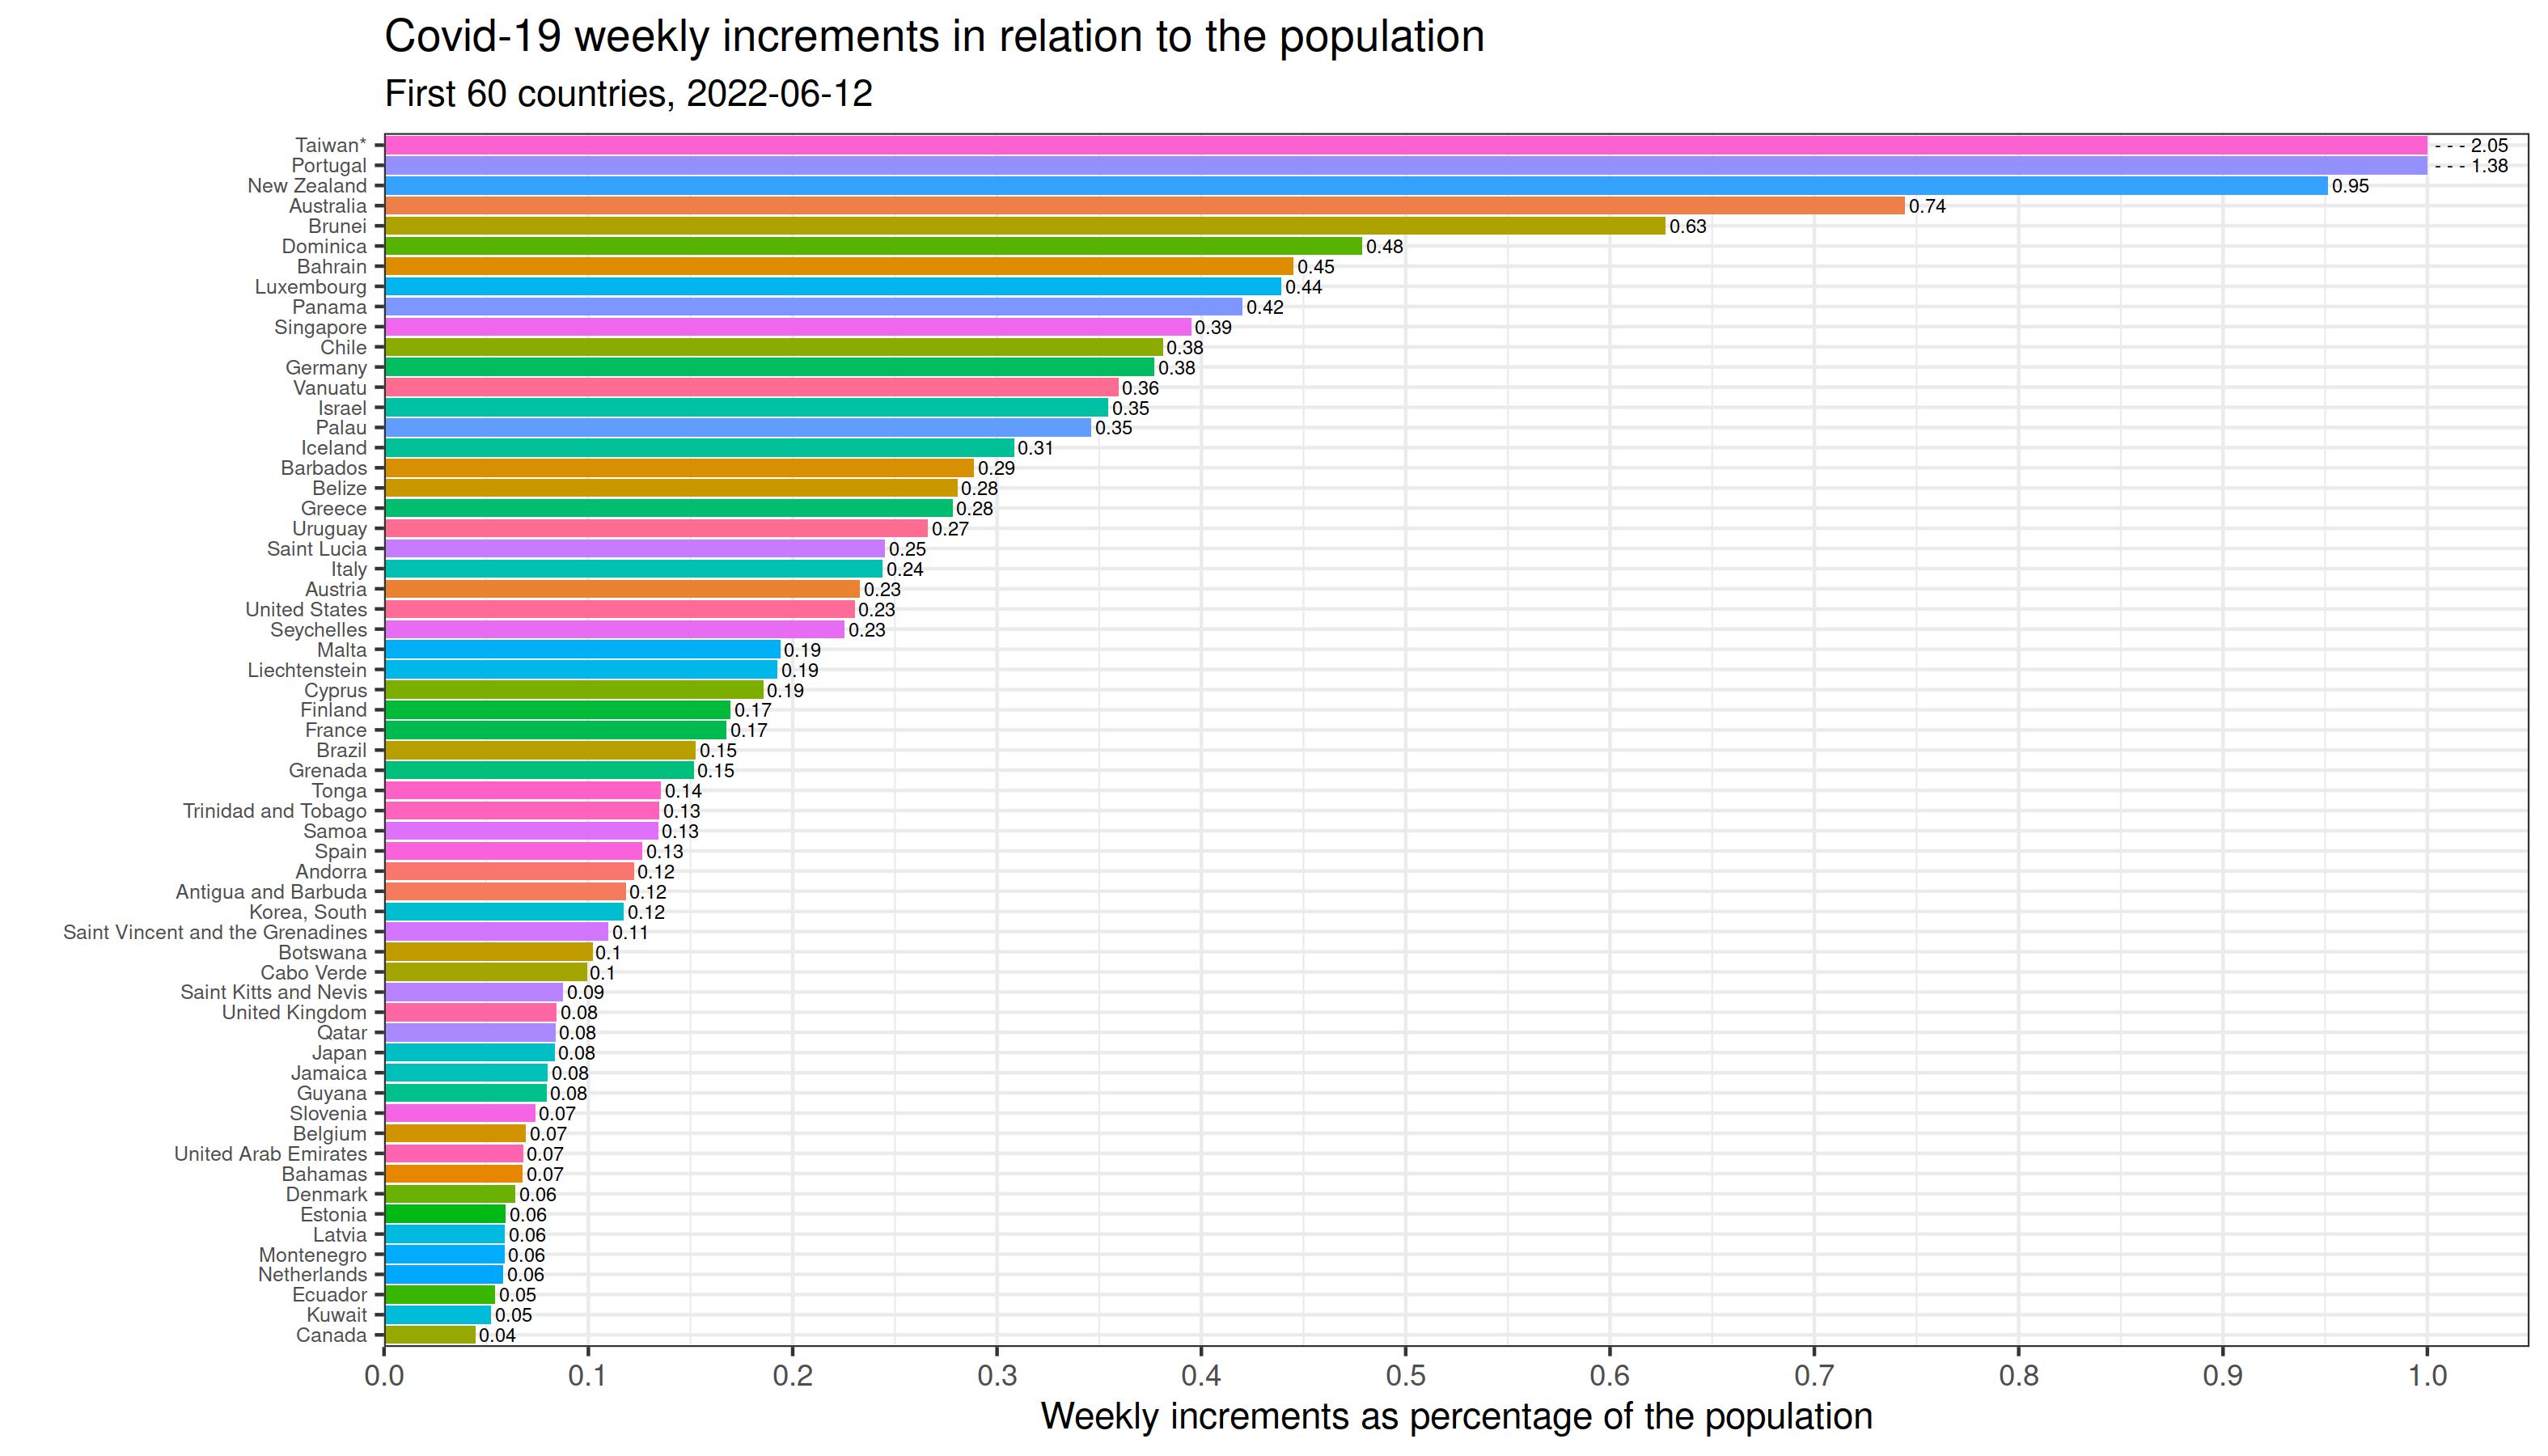 Covid-19 weekly increments in relation to the population
First 60 countries, 2022-06-12
Taiwan* - - - 2.05
Portugal - - - 1.38
New Zealand 0.95
Australia 0.74
Brunei 0.63
Dominica 0.48
Bahrain 0.45
Luxembourg 0.44
Panama 0.42
Singapore 0.39
Chile 0.38
Germany 0.38
Vanuatu 0.36
Israel 0.35
Palau 0.35
Iceland 0.31
Barbados 0.29
Belize 0.28
Greece 0.28
Uruguay 0.27
Saint Lucia 0.25
Italy 0.24
Austria 0.23
United States 0.23
Seychelles 0.23
Malta 0.19
Liechtenstein 0.19
Cyprus 0.19
Finland 0.17
France 0.17
Brazil 0.15
Grenada 0.15
Tonga 0.14
Trinidad and Tobago 0.13
Samoa 0.13
Spain 0.13
Andorra 0.12
Antigua and Barbuda 0.12
Korea, South 0.12
Saint Vincent and the Grenadines 0.11
Botswana 0.1
Cabo Verde 0.1
Saint Kitts and Nevis 0.09
United Kingdom 0.08
Qatar 0.08
Japan 0.08
Jamaica 0.08
Guyana 0.08
Slovenia 0.07
Belgium 0.07
United Arab Emirates 0.07
Bahamas 0.07
Denmark 0.06
Estonia 0.06
Latvia 0.06
Montenegro 0.06
Netherlands 0.06
Ecuador 0.05
Kuwait 0.05
Canada 0.04
0.0 0.1 0.2 0.3 0.4 0.5 0.6 0.7 0.8 0.9 1.0
Weekly increments as percentage of the population